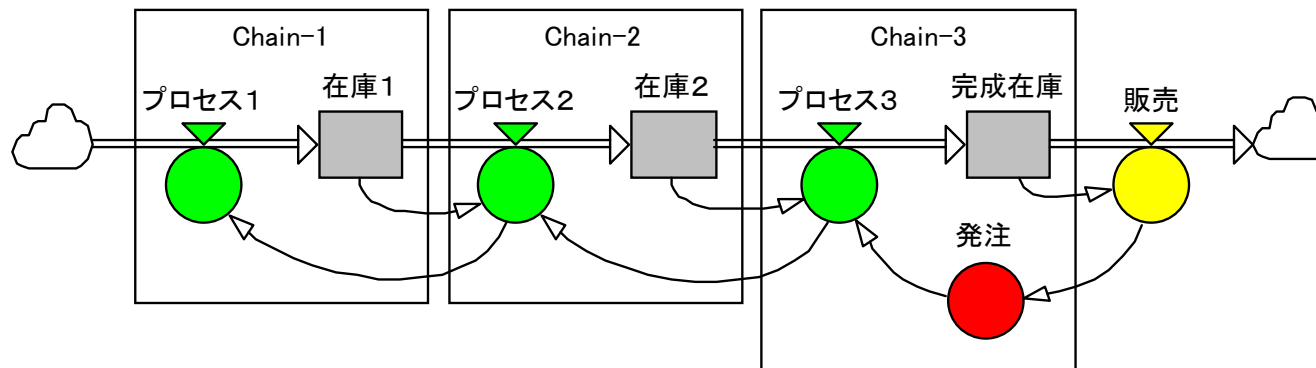 Chain-1
Chain-2
Chain-3
プロセス1
在庫1
プロセス2
在庫2
プロセス3
完成在庫
販売
発注